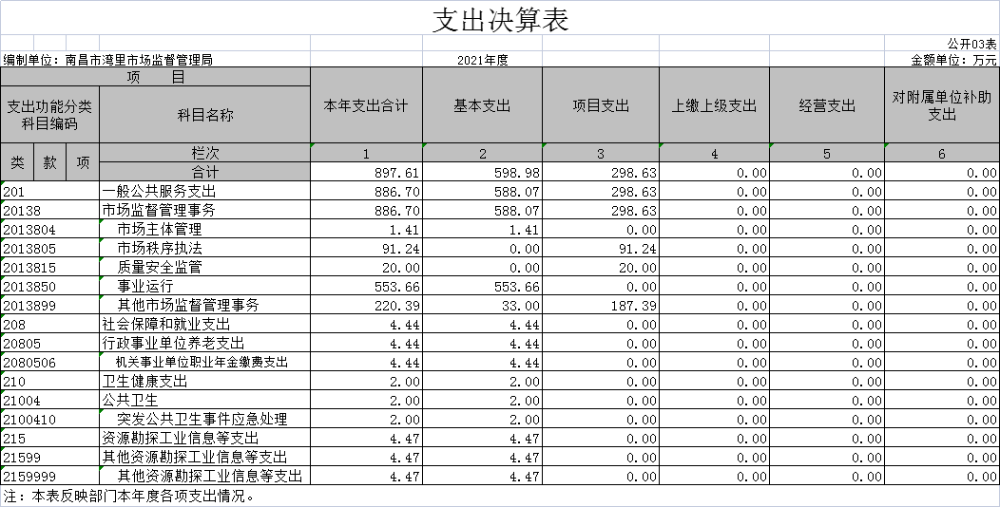 支出决算表
公开03表
编制单位：南昌市湾里市场监督管理局 2021年度 金额单位：万元
项 目 本年支出合计 基本支出 项目支出 上缴上级支出 经营支出 对附属单位补助支出
支出功能分类科目编码 科目名称
类 款 项 栏次 1 2 3 4 5 6
合计 897.61 598.98 298.63 0.00 0.00 0.00
201 一般公共服务支出 886.70 588.07 298.63 0.00 0.00 0.00
20138 市场监督管理事务 886.70 588.07 298.63 0.00 0.00 0.00
2013804 市场主体管理 1.41 1.41 0.00 0.00 0.00 0.00
2013805 市场秩序执法 91.24 0.00 91.24 0.00 0.00 0.00
2013815 质量安全监管 20.00 0.00 20.00 0.00 0.00 0.00
2013850 事业运行 553.66 553.66 0.00 0.00 0.00 0.00
2013899 其他市场监督管理事务 220.39 33.00 187.39 0.00 0.00 0.00
208 社会保障和就业支出 4.44 4.44 0.00 0.00 0.00 0.00
20805 行政事业单位养老支出 4.44 4.44 0.00 0.00 0.00 0.00
2080506 机关事业单位职业年金缴费支出 4.44 4.44 0.00 0.00 0.00 0.00
210 卫生健康支出 2.00 2.00 0.00 0.00 0.00 0.00
21004 公共卫生 2.00 2.00 0.00 0.00 0.00 0.00
2100410 突发公共卫生事件应急处理 2.00 2.00 0.00 0.00 0.00 0.00
215 资源勘探工业信息等支出 4.47 4.47 0.00 0.00 0.00 0.00
21599 其他资源勘探工业信息等支出 4.47 4.47 0.00 0.00 0.00 0.00
2159999 其他资源勘探工业信息等支出 4.47 4.47 0.00 0.00 0.00 0.00
注：本表反映部门本年度各项支出情况。